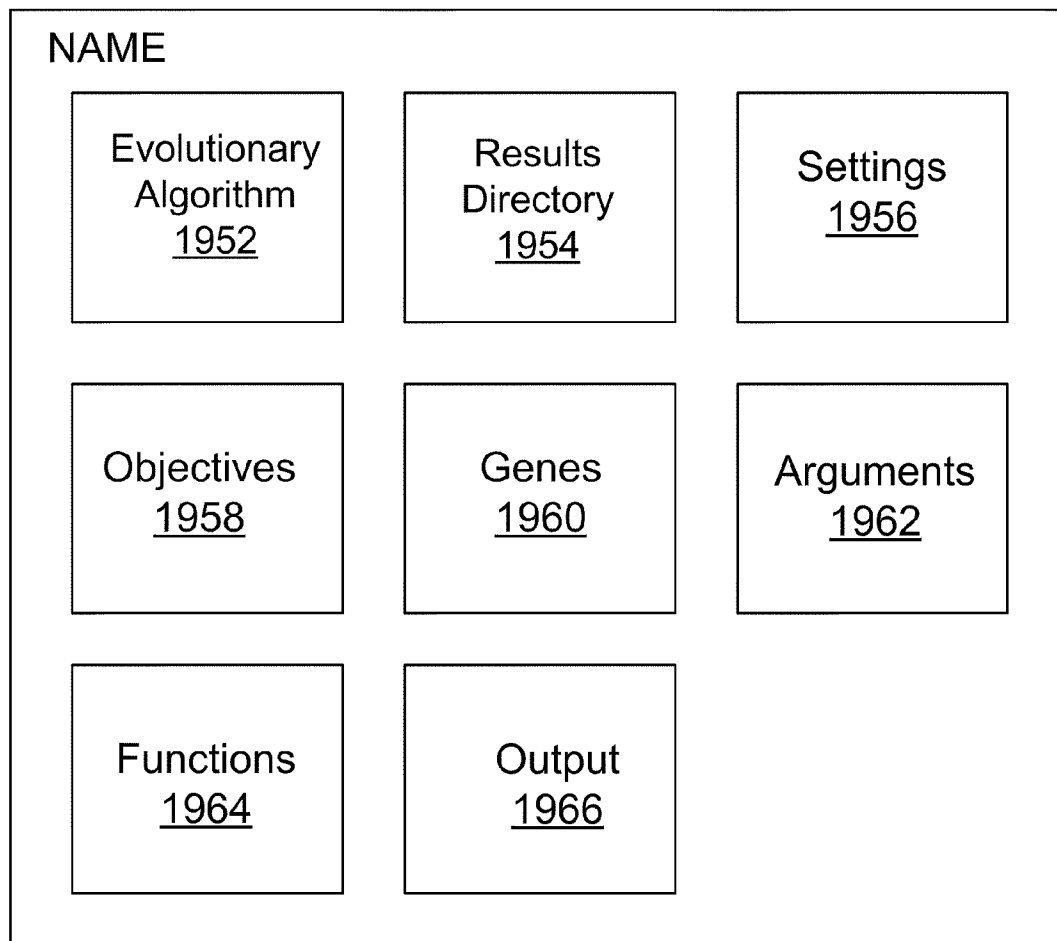 NAME
Evolutionary
Algorithm
1952
Results
Directory
1954
Settings
1956
Objectives
1958
Genes
1960
Arguments
1962
Functions
1964
Output
1966